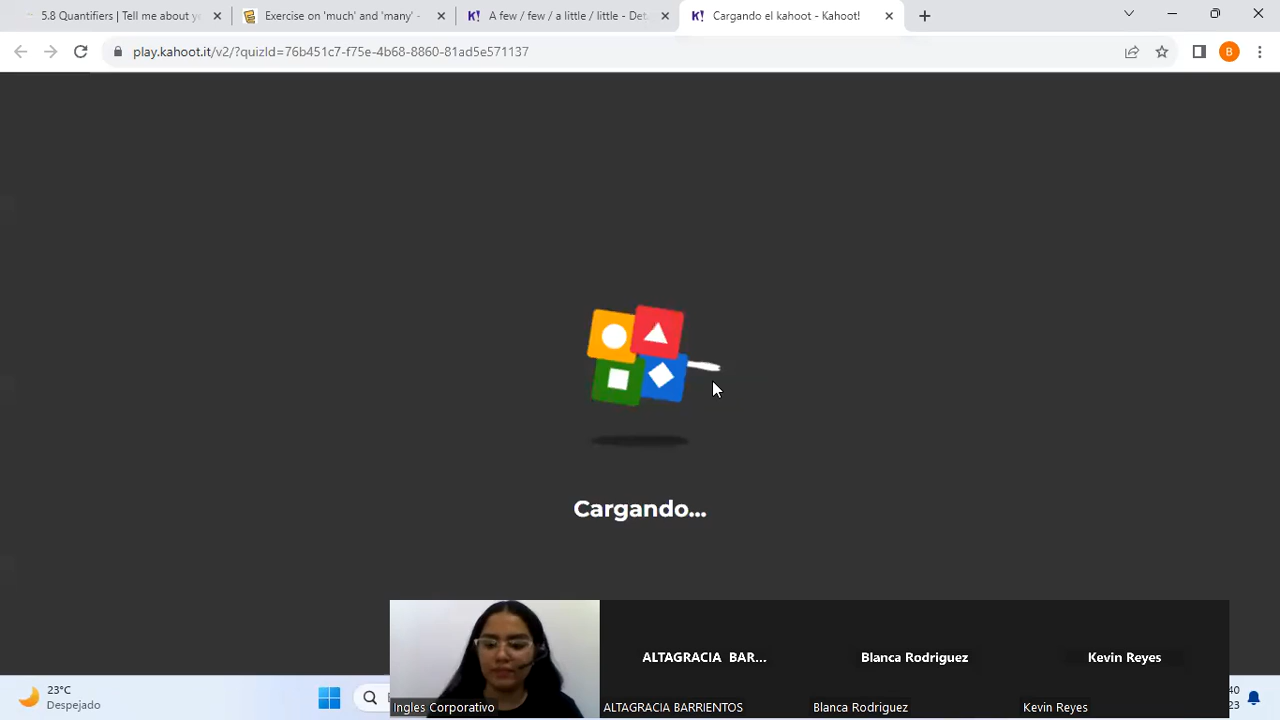 5.8 Quantifiers | Tell me about y
Exercise on 'much' and 'many' -
K! A few / few / a little / little - Det
K! Cargando el kahoot - Kahoot!
play.kahoot.it/v2/?quizId=76b451c7-f75e-4b68-8860-81ad5e571137
B
Cargando...
ALTAGRACIA BAR...
Blanca Rodriguez
Kevin Reyes
Ingles Corporativo
ALTAGRACIA BARRIENTOS
Blanca Rodriguez
Kevin Reyes
23°C
Despejado
:40
23